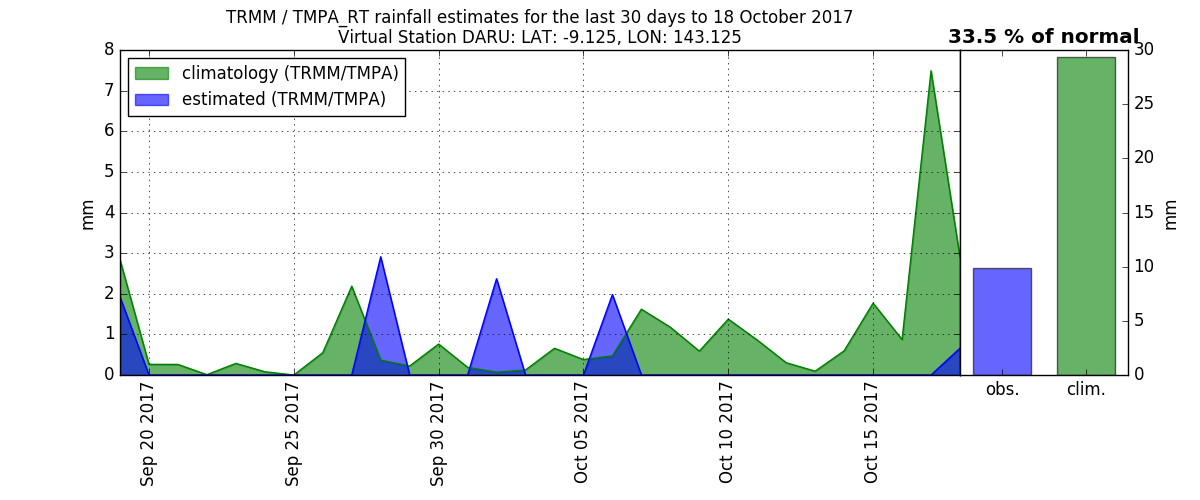 TRMM / TMPA_RT rainfall estimates for the last 30 days to 18 October 2017
Virtual Station DARU: LAT: -9.125, LON: 143.125
33.5 % of normal
climatology (TRMM/TMPA)
estimated (TRMM/TMPA)
8
7
6
5
4
3
2
1
0
mm
Sep 20 2017
Sep 25 2017
Sep 30 2017
Oct 05 2017
Oct 10 2017
Oct 15 2017
obs.
clim.
30
25
20
15
10
5
0
mm